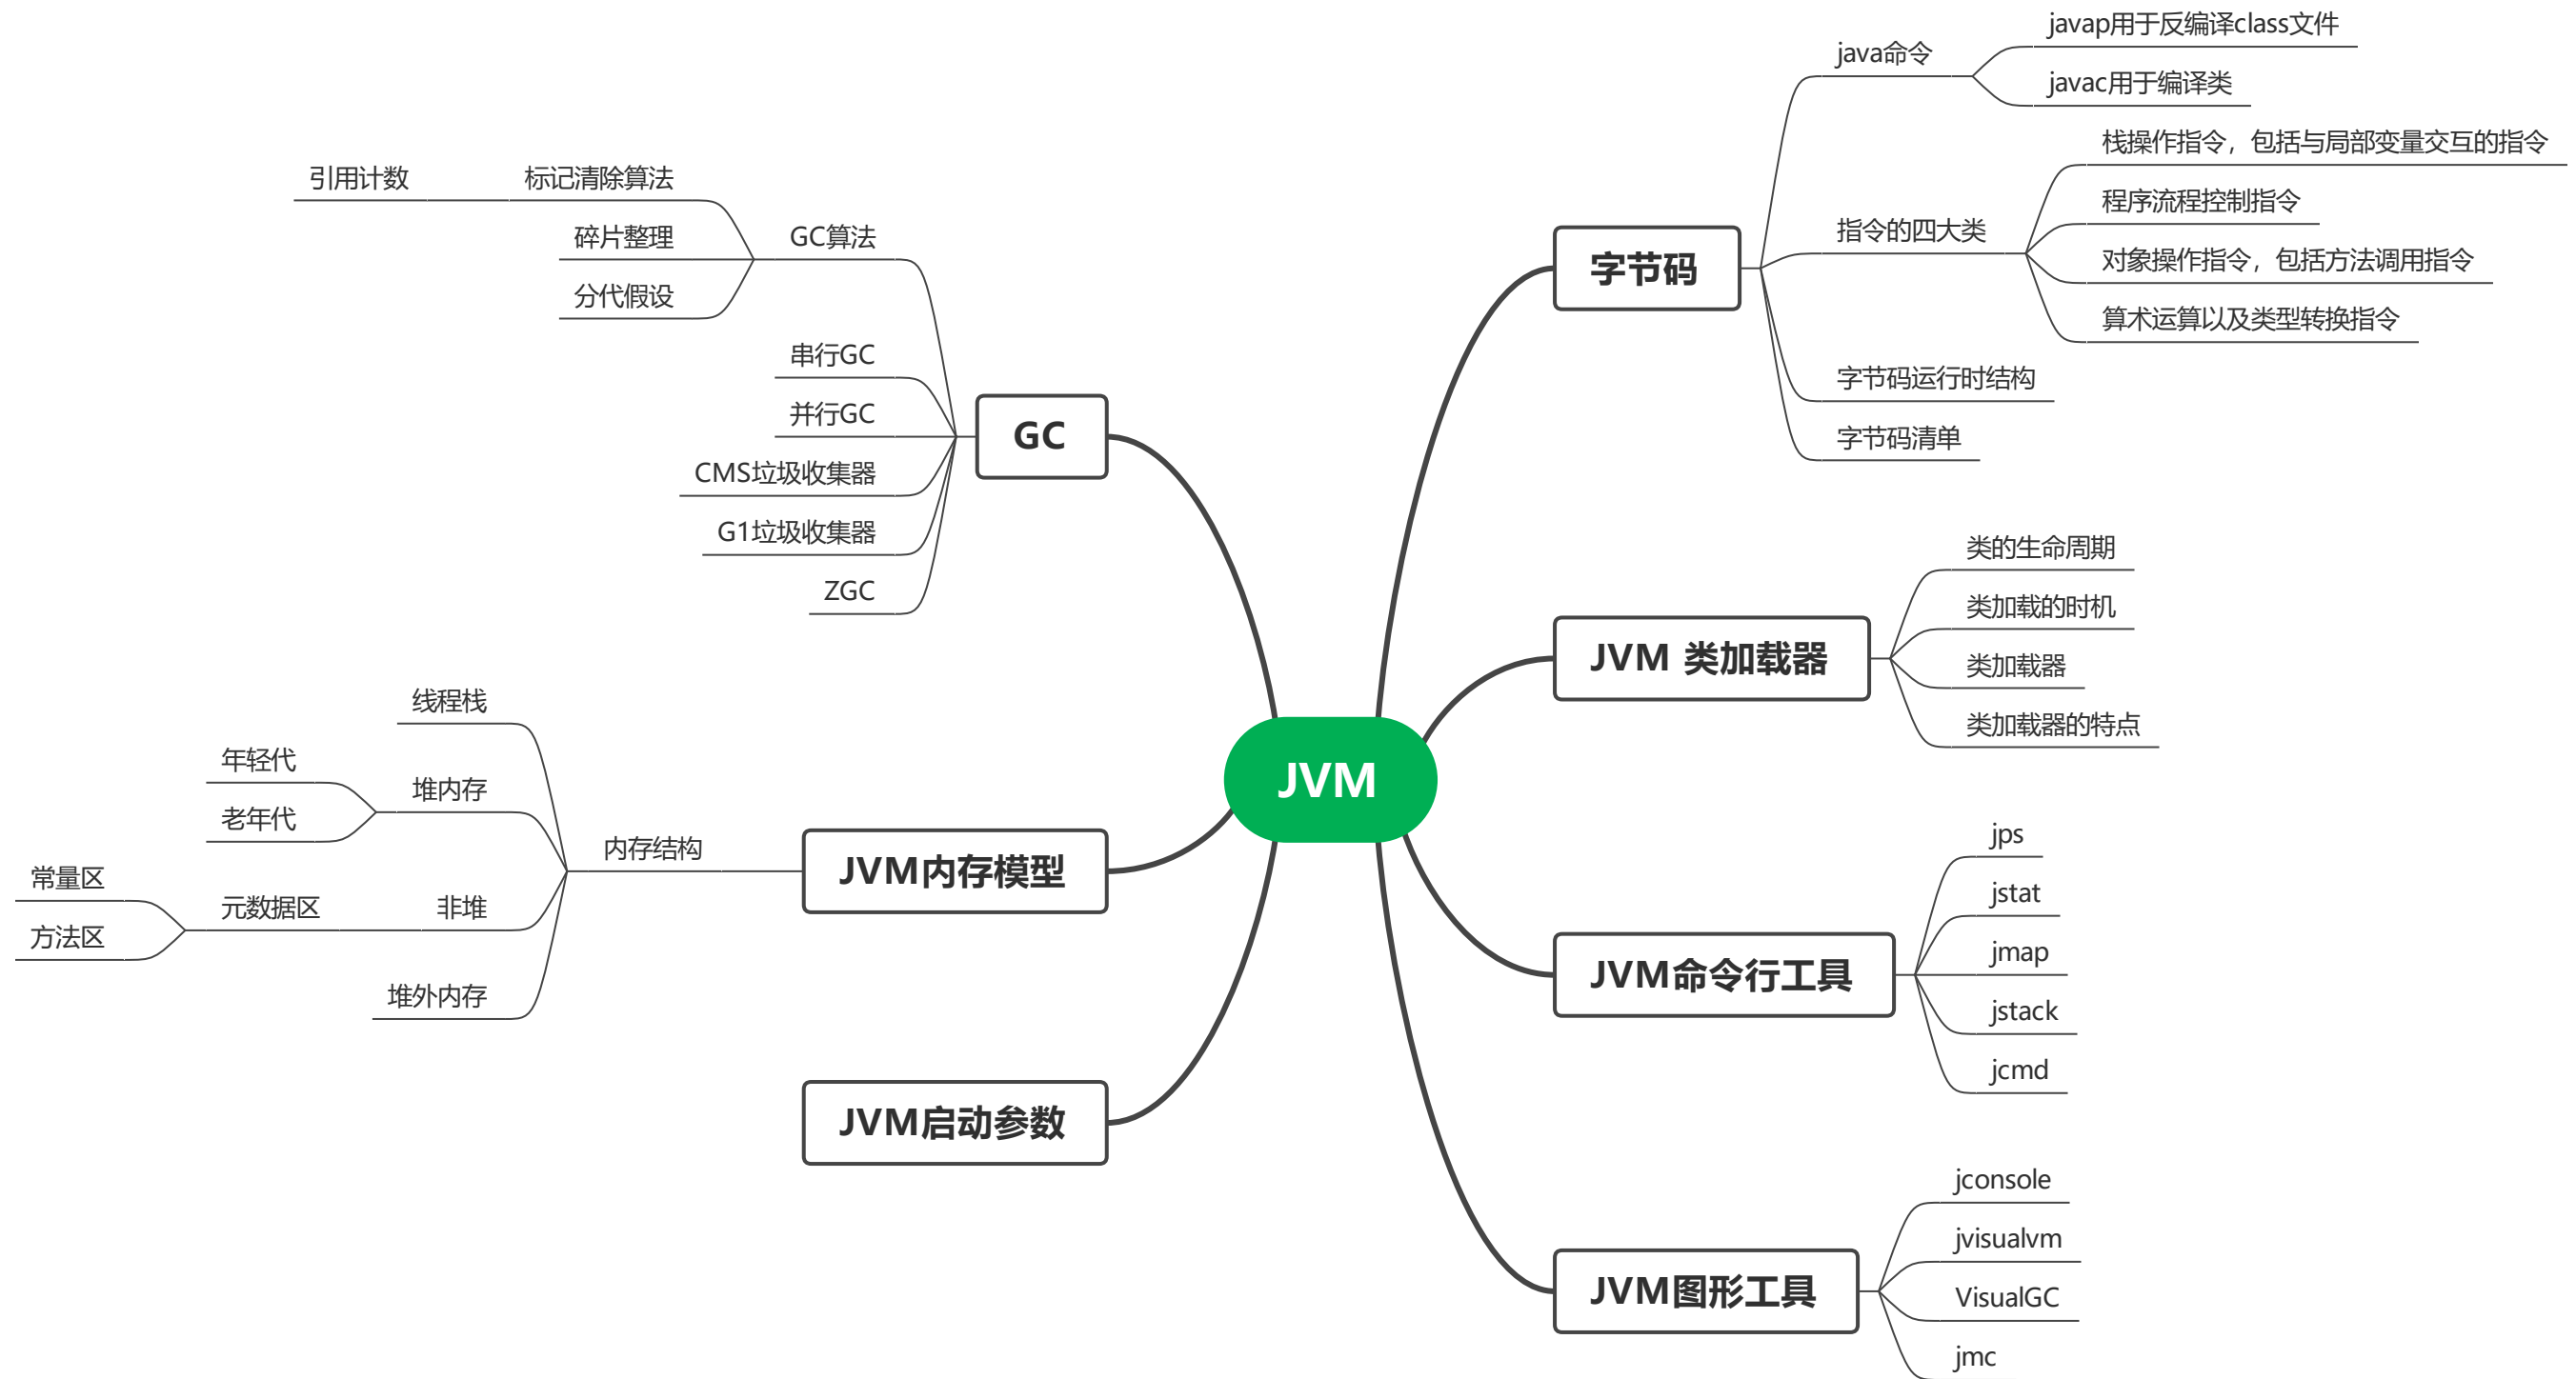 JVM
字节码
java命令
javap用于反编译class文件
javac用于编译类
指令的四大类
栈操作指令，包括与局部变量交互的指令
程序流程控制指令
对象操作指令，包括方法调用指令
算术运算以及类型转换指令
字节码运行时结构
字节码清单
JVM 类加载器
类的生命周期
类加载的时机
类加载器
类加载器的特点
JVM命令行工具
jps
jstat
jmap
jstack
jcmd
JVM图形工具
jconsole
jvisualvm
VisualGC
jmc
GC
GC算法
标记清除算法
引用计数
碎片整理
分代假设
串行GC
并行GC
CMS垃圾收集器
G1垃圾收集器
ZGC
JVM内存模型
内存结构
线程栈
堆内存
年轻代
老年代
非堆
元数据区
常量区
方法区
堆外内存
JVM启动参数